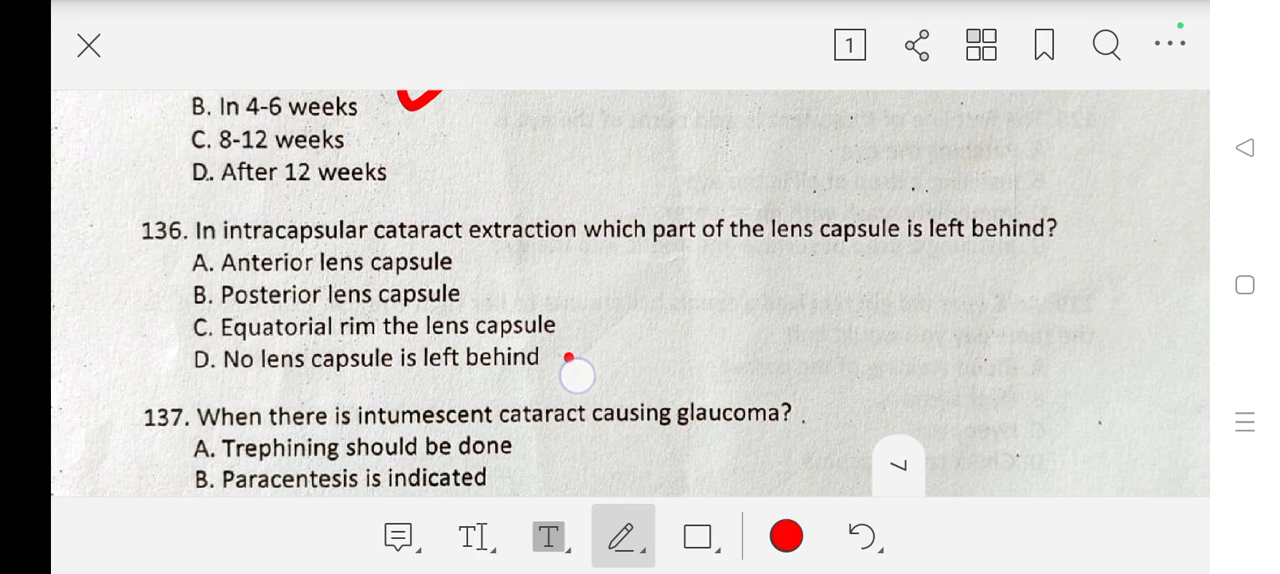 1
B. In 4-6 weeks
C. 8-12 weeks
D. After 12 weeks
136. In intracapsular cataract extraction which part of the lens capsule is left behind?
A. Anterior lens capsule
B. Posterior lens capsule
C. Equatorial rim the lens capsule
D. No lens capsule is left behind
137. When there is intumescent cataract causing glaucoma? .
A. Trephining should be done
B. Paracentesis is indicated
7
TI
T